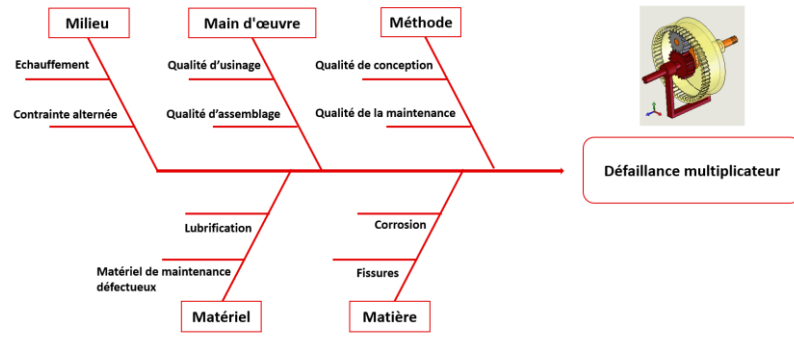 Milieu
Main d'œuvre
Méthode
Echauffement
Qualité d'usinage
Qualité de conception
Contrainte alternée
Qualité d'assemblage
Qualité de la maintenance
Défaillance multiplicateur
Lubrification
Corrosion
Matériel de maintenance
défectueux
Fissures
Matériel
Matière